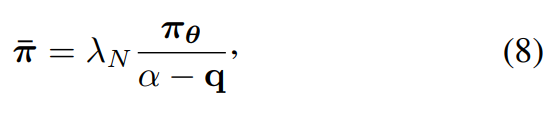 π̄ = λ_N π_θ / (α − q), (8)